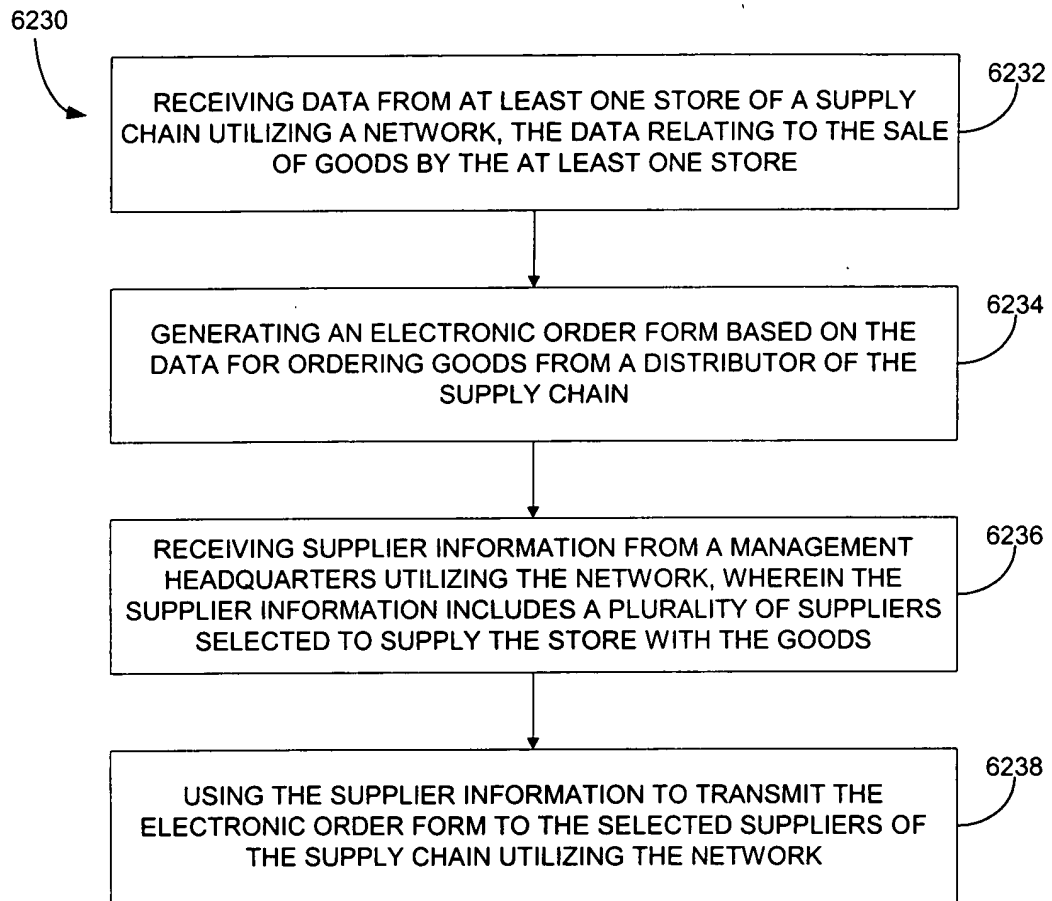 6230
6232
RECEIVING DATA FROM AT LEAST ONE STORE OF A SUPPLY
CHAIN UTILIZING A NETWORK, THE DATA RELATING TO THE SALE
OF GOODS BY THE AT LEAST ONE STORE
6234
GENERATING AN ELECTRONIC ORDER FORM BASED ON THE
DATA FOR ORDERING GOODS FROM A DISTRIBUTOR OF THE
SUPPLY CHAIN
6236
RECEIVING SUPPLIER INFORMATION FROM A MANAGEMENT
HEADQUARTERS UTILIZING THE NETWORK, WHEREIN THE
SUPPLIER INFORMATION INCLUDES A PLURALITY OF SUPPLIERS
SELECTED TO SUPPLY THE STORE WITH THE GOODS
6238
USING THE SUPPLIER INFORMATION TO TRANSMIT THE
ELECTRONIC ORDER FORM TO THE SELECTED SUPPLIERS OF
THE SUPPLY CHAIN UTILIZING THE NETWORK